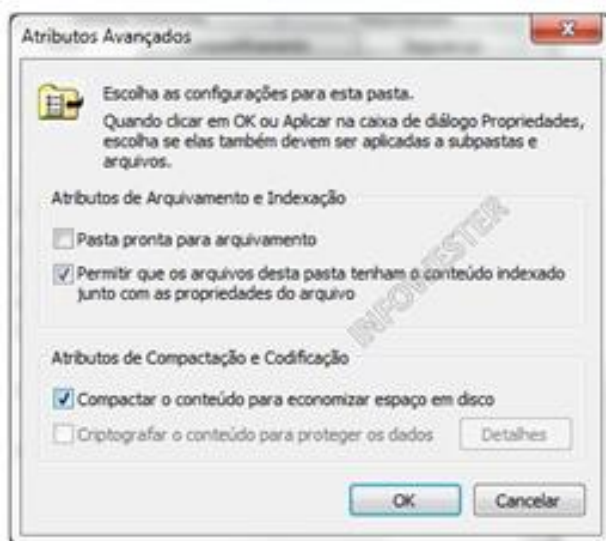 Atributos Avançados
Escolha as configurações para esta pasta.
Quando clicar em OK ou Aplicar na caixa de diálogo Propriedades,
escolha se elas também devem ser aplicadas a subpastas e
arquivos.
Atributos de Arquivamento e Indexação
Pasta pronta para arquivamento
Permitir que os arquivos desta pasta tenham o conteúdo indexado
junto com as propriedades do arquivo
INFOWESTER
Atributos de Compactação e Codificação
Compactar o conteúdo para economizar espaço em disco
Criptografar o conteúdo para proteger os dados
Detalhes
OK
Cancelar